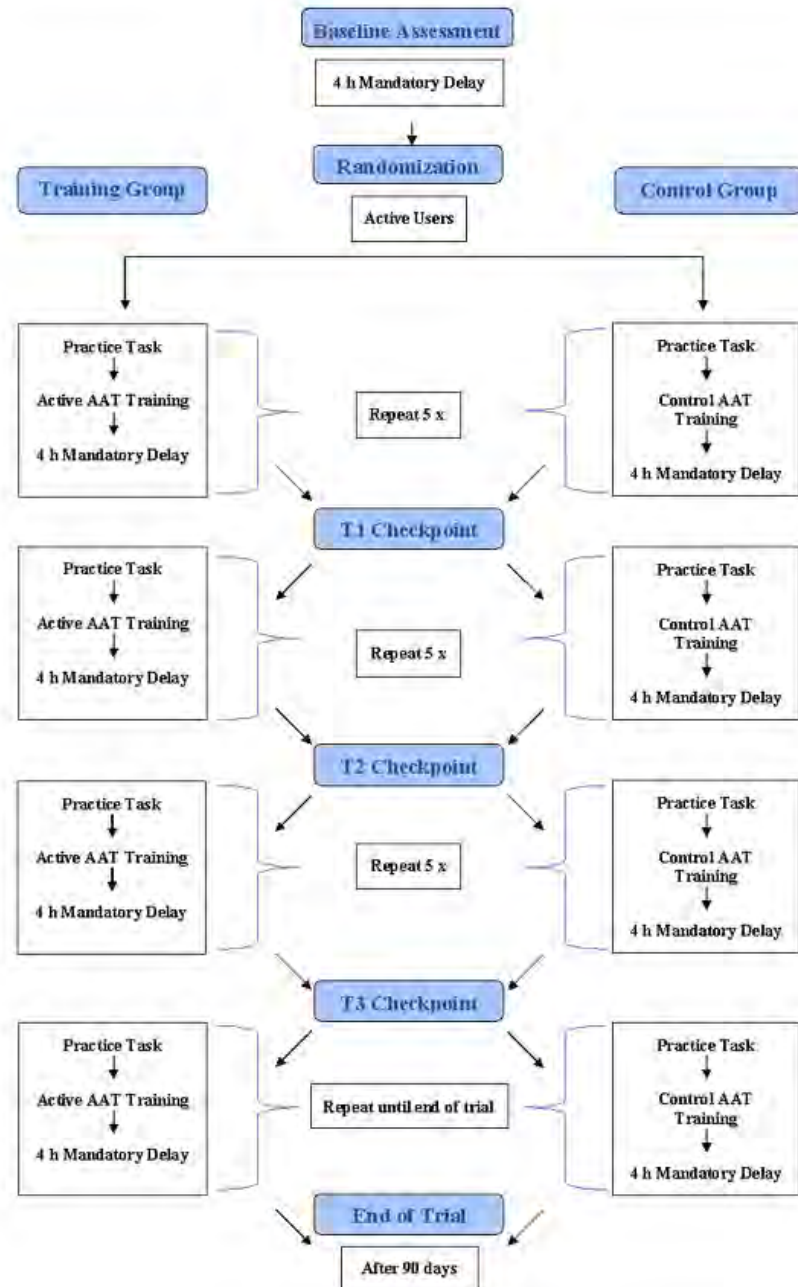 Baseline Assessment
4 h Mandatory Delay
Randomization
Training Group
Control Group
Active Users
Practice Task
Active AAT Training
4 h Mandatory Delay
Repeat 5 x
Practice Task
Control AAT
Training
4 h Mandatory Delay
T1 Checkpoint
Practice Task
Active AAT Training
4 h Mandatory Delay
Repeat 5 x
Practice Task
Control AAT
Training
4 h Mandatory Delay
T2 Checkpoint
Practice Task
Active AAT Training
4 h Mandatory Delay
Repeat 5 x
Practice Task
Control AAT
Training
4 h Mandatory Delay
T3 Checkpoint
Practice Task
Active AAT Training
4 h Mandatory Delay
Repeat until end of trial
Practice Task
Control AAT
Training
4 h Mandatory Delay
End of Trial
After 90 days